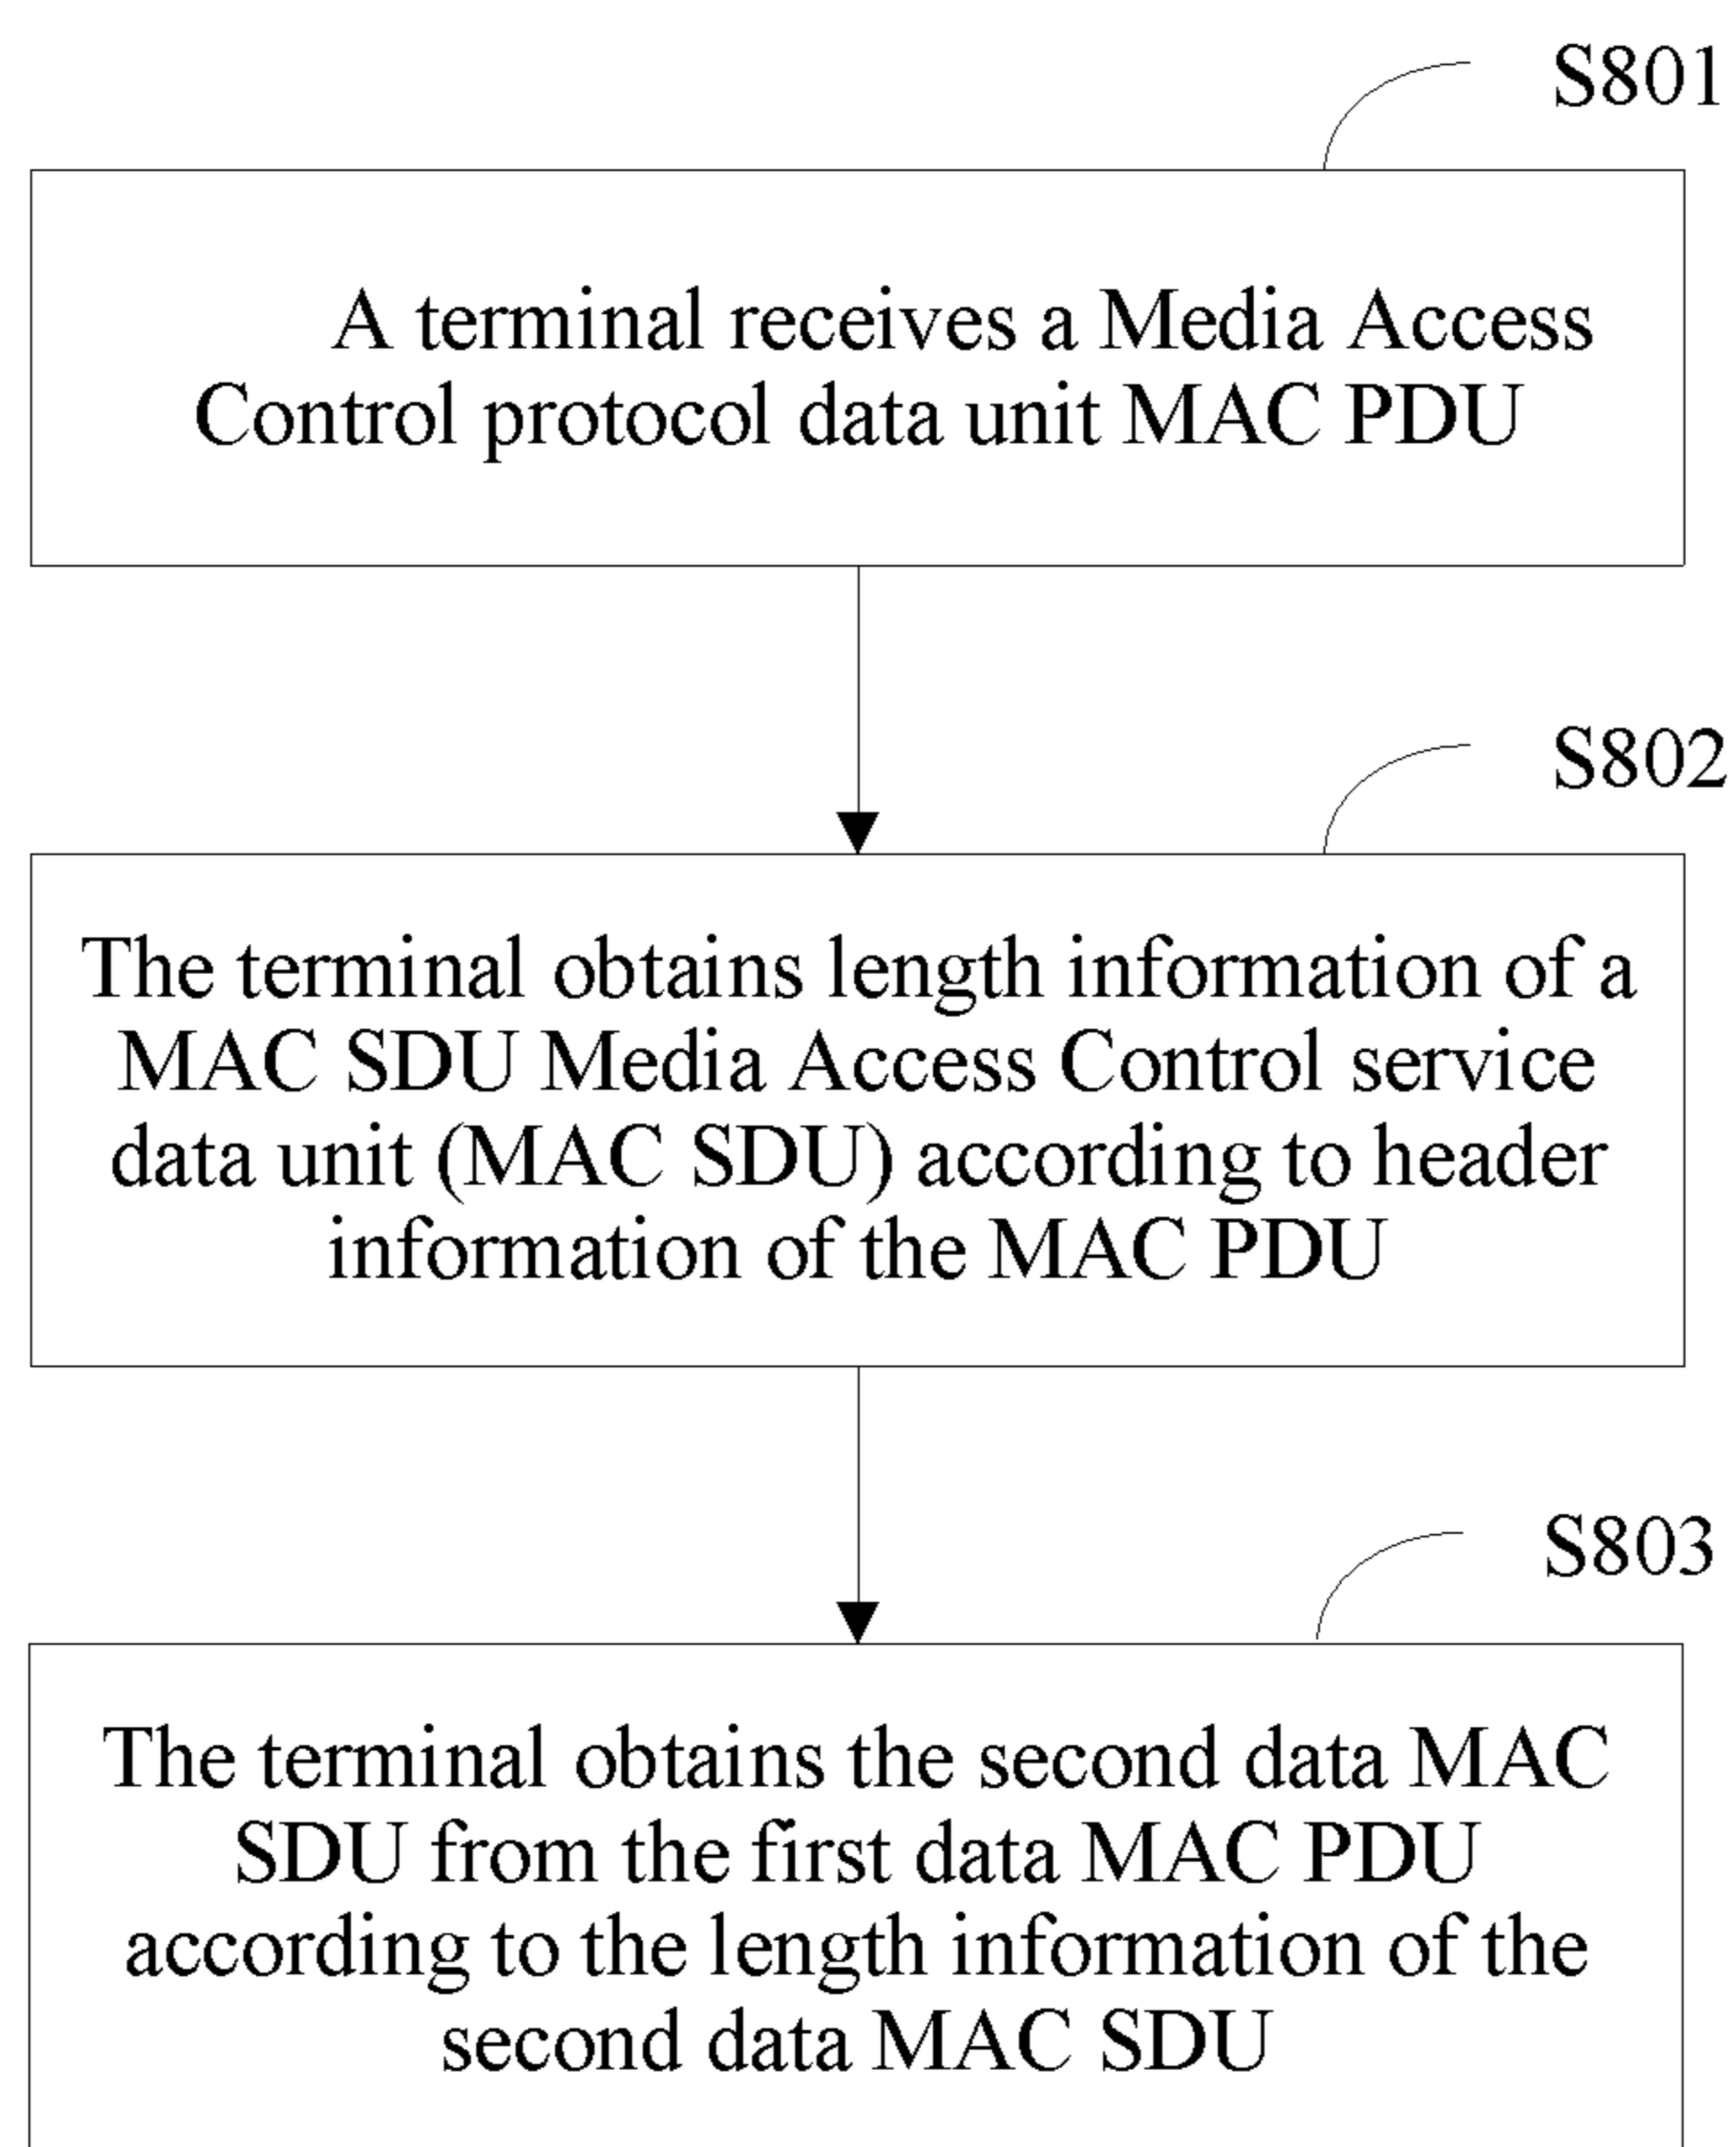 S801
A terminal receives a Media Access
Control protocol data unit MAC PDU
S802
The terminal obtains length information of a
MAC SDU Media Access Control service
data unit (MAC SDU) according to header
information of the MAC PDU
S803
The terminal obtains the second data MAC
SDU from the first data MAC PDU
according to the length information of the
second data MAC SDU